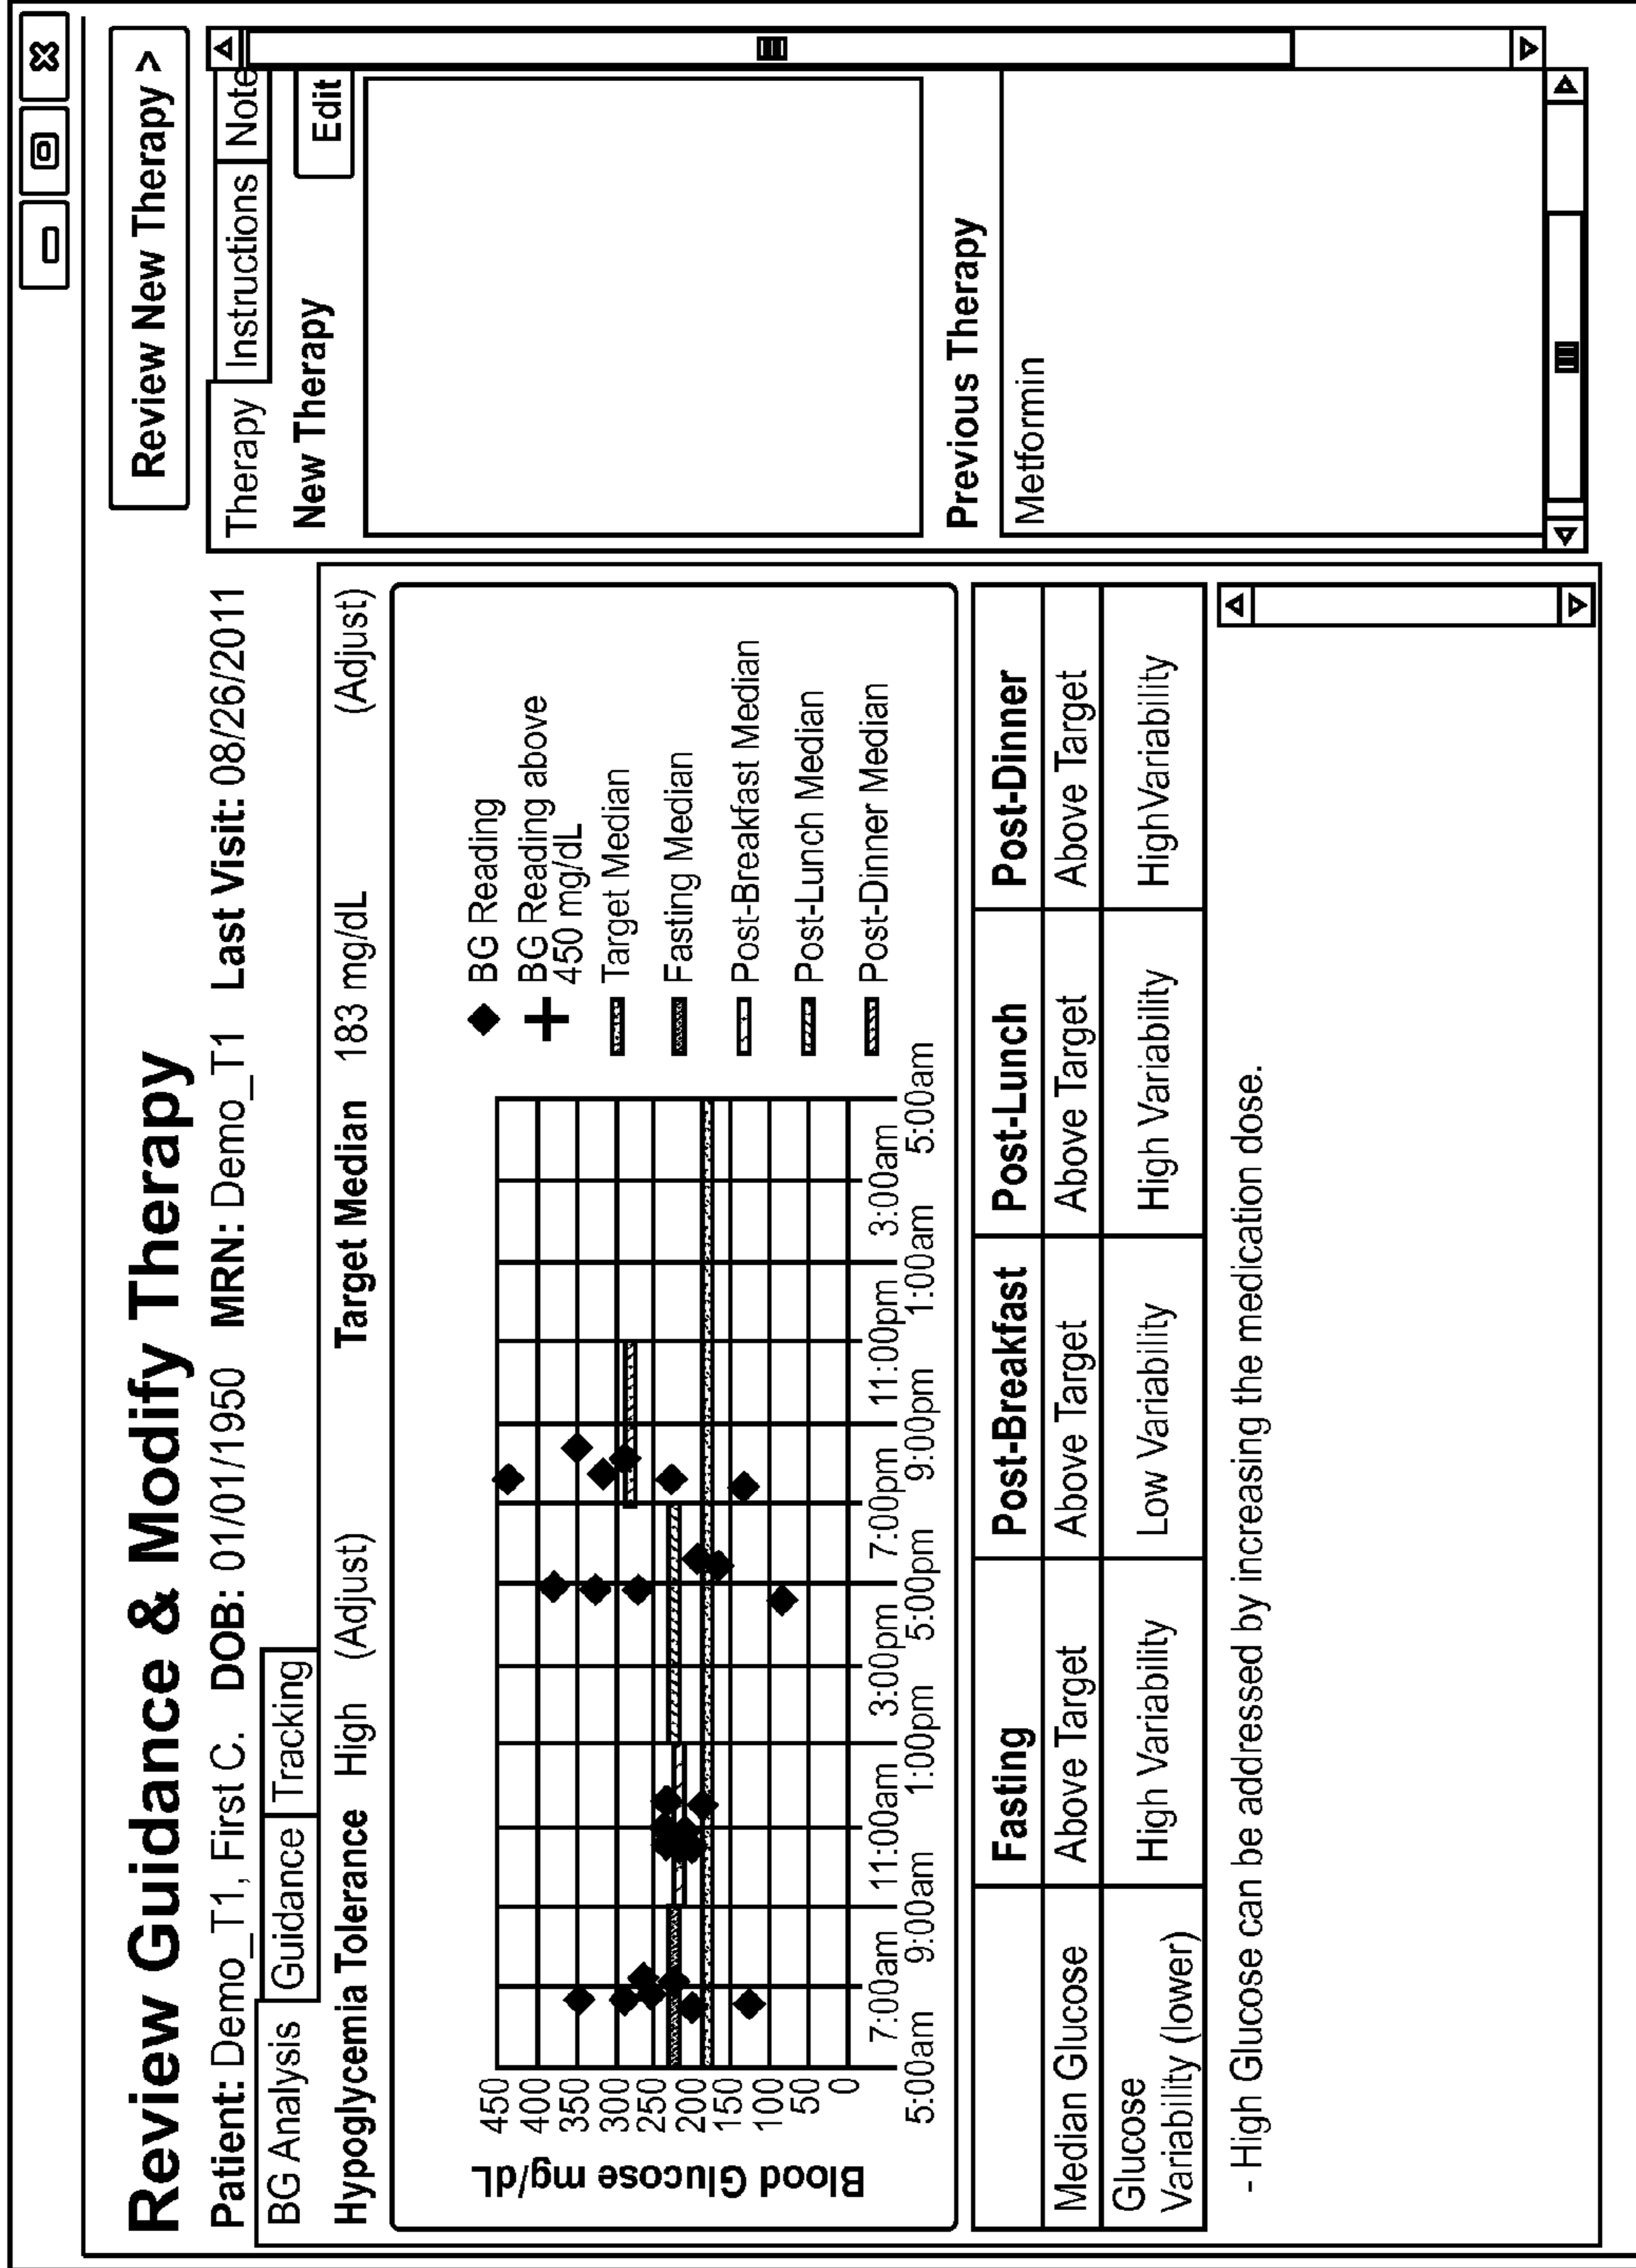 Review Guidance & Modify Therapy
Review New Therapy >
Patient: Demo_T1, First C. DOB: 01/01/1950 MRN: Demo_T1 Last Visit: 08/26/2011
BG Analysis Guidance Tracking
Hypoglycemia Tolerance High (Adjust) Target Median 183 mg/dL (Adjust)
Blood Glucose mg/dL
450
400
350
300
250
200
150
100
50
0
7:00am 11:00am 3:00pm 7:00pm 11:00pm 3:00am
5:00am 9:00am 1:00pm 5:00pm 9:00pm 1:00am 5:00am
BG Reading
BG Reading above
450 mg/dL
Target Median
Fasting Median
Post-Breakfast Median
Post-Lunch Median
Post-Dinner Median
Fasting Post-Breakfast Post-Lunch Post-Dinner
Median Glucose Above Target Above Target Above Target Above Target
Glucose
Variability (lower) High Variability Low Variability High Variability HighVariability
- High Glucose can be addressed by increasing the medication dose.
Therapy Instructions Note
New Therapy Edit
Previous Therapy
Metformin